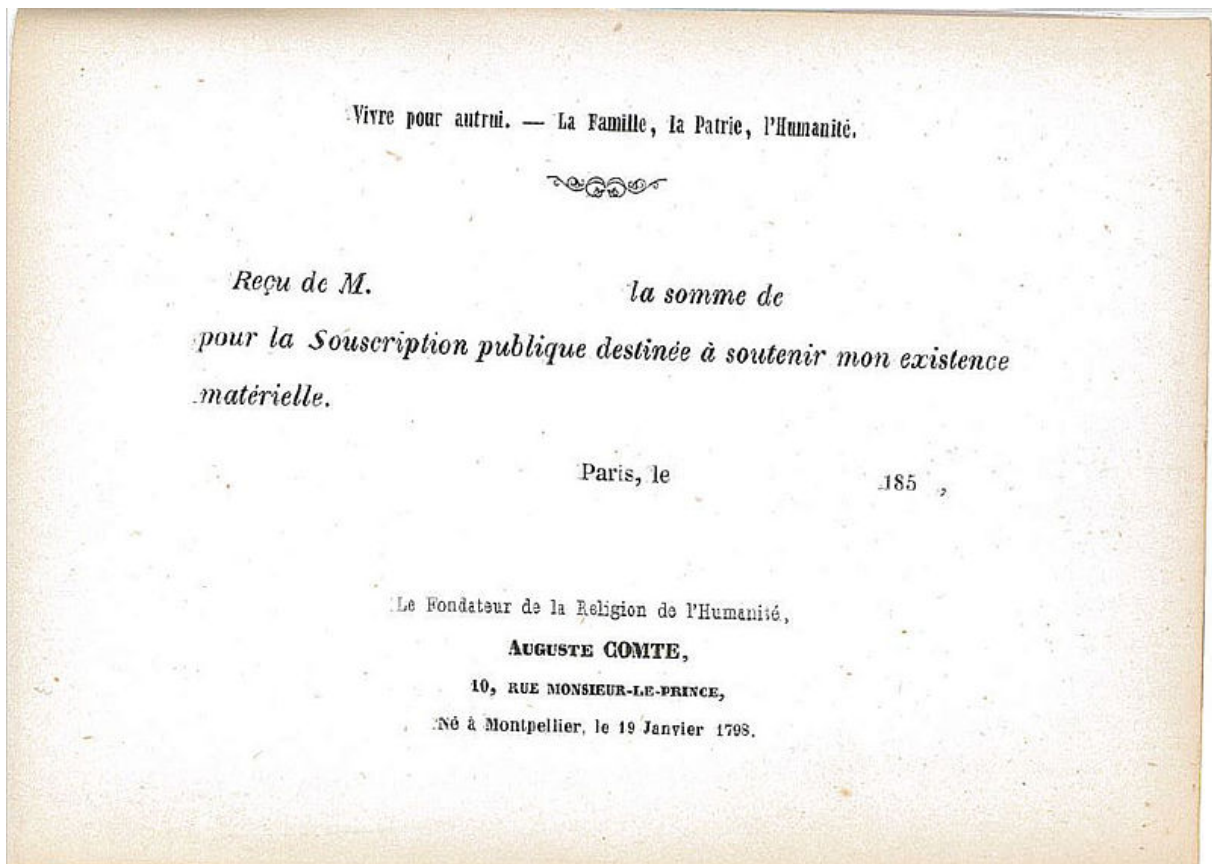 Vivre pour autrui. — La Famille, la Patrie, l'Humanité.
Reçu de M. la somme de
pour la Souscription publique destinée à soutenir mon existence
matérielle.
Paris, le 185 ,
Le Fondateur de la Religion de l'Humanité,
AUGUSTE COMTE,
10, RUE MONSIEUR-LE-PRINCE,
Né à Montpellier, le 19 Janvier 1798.